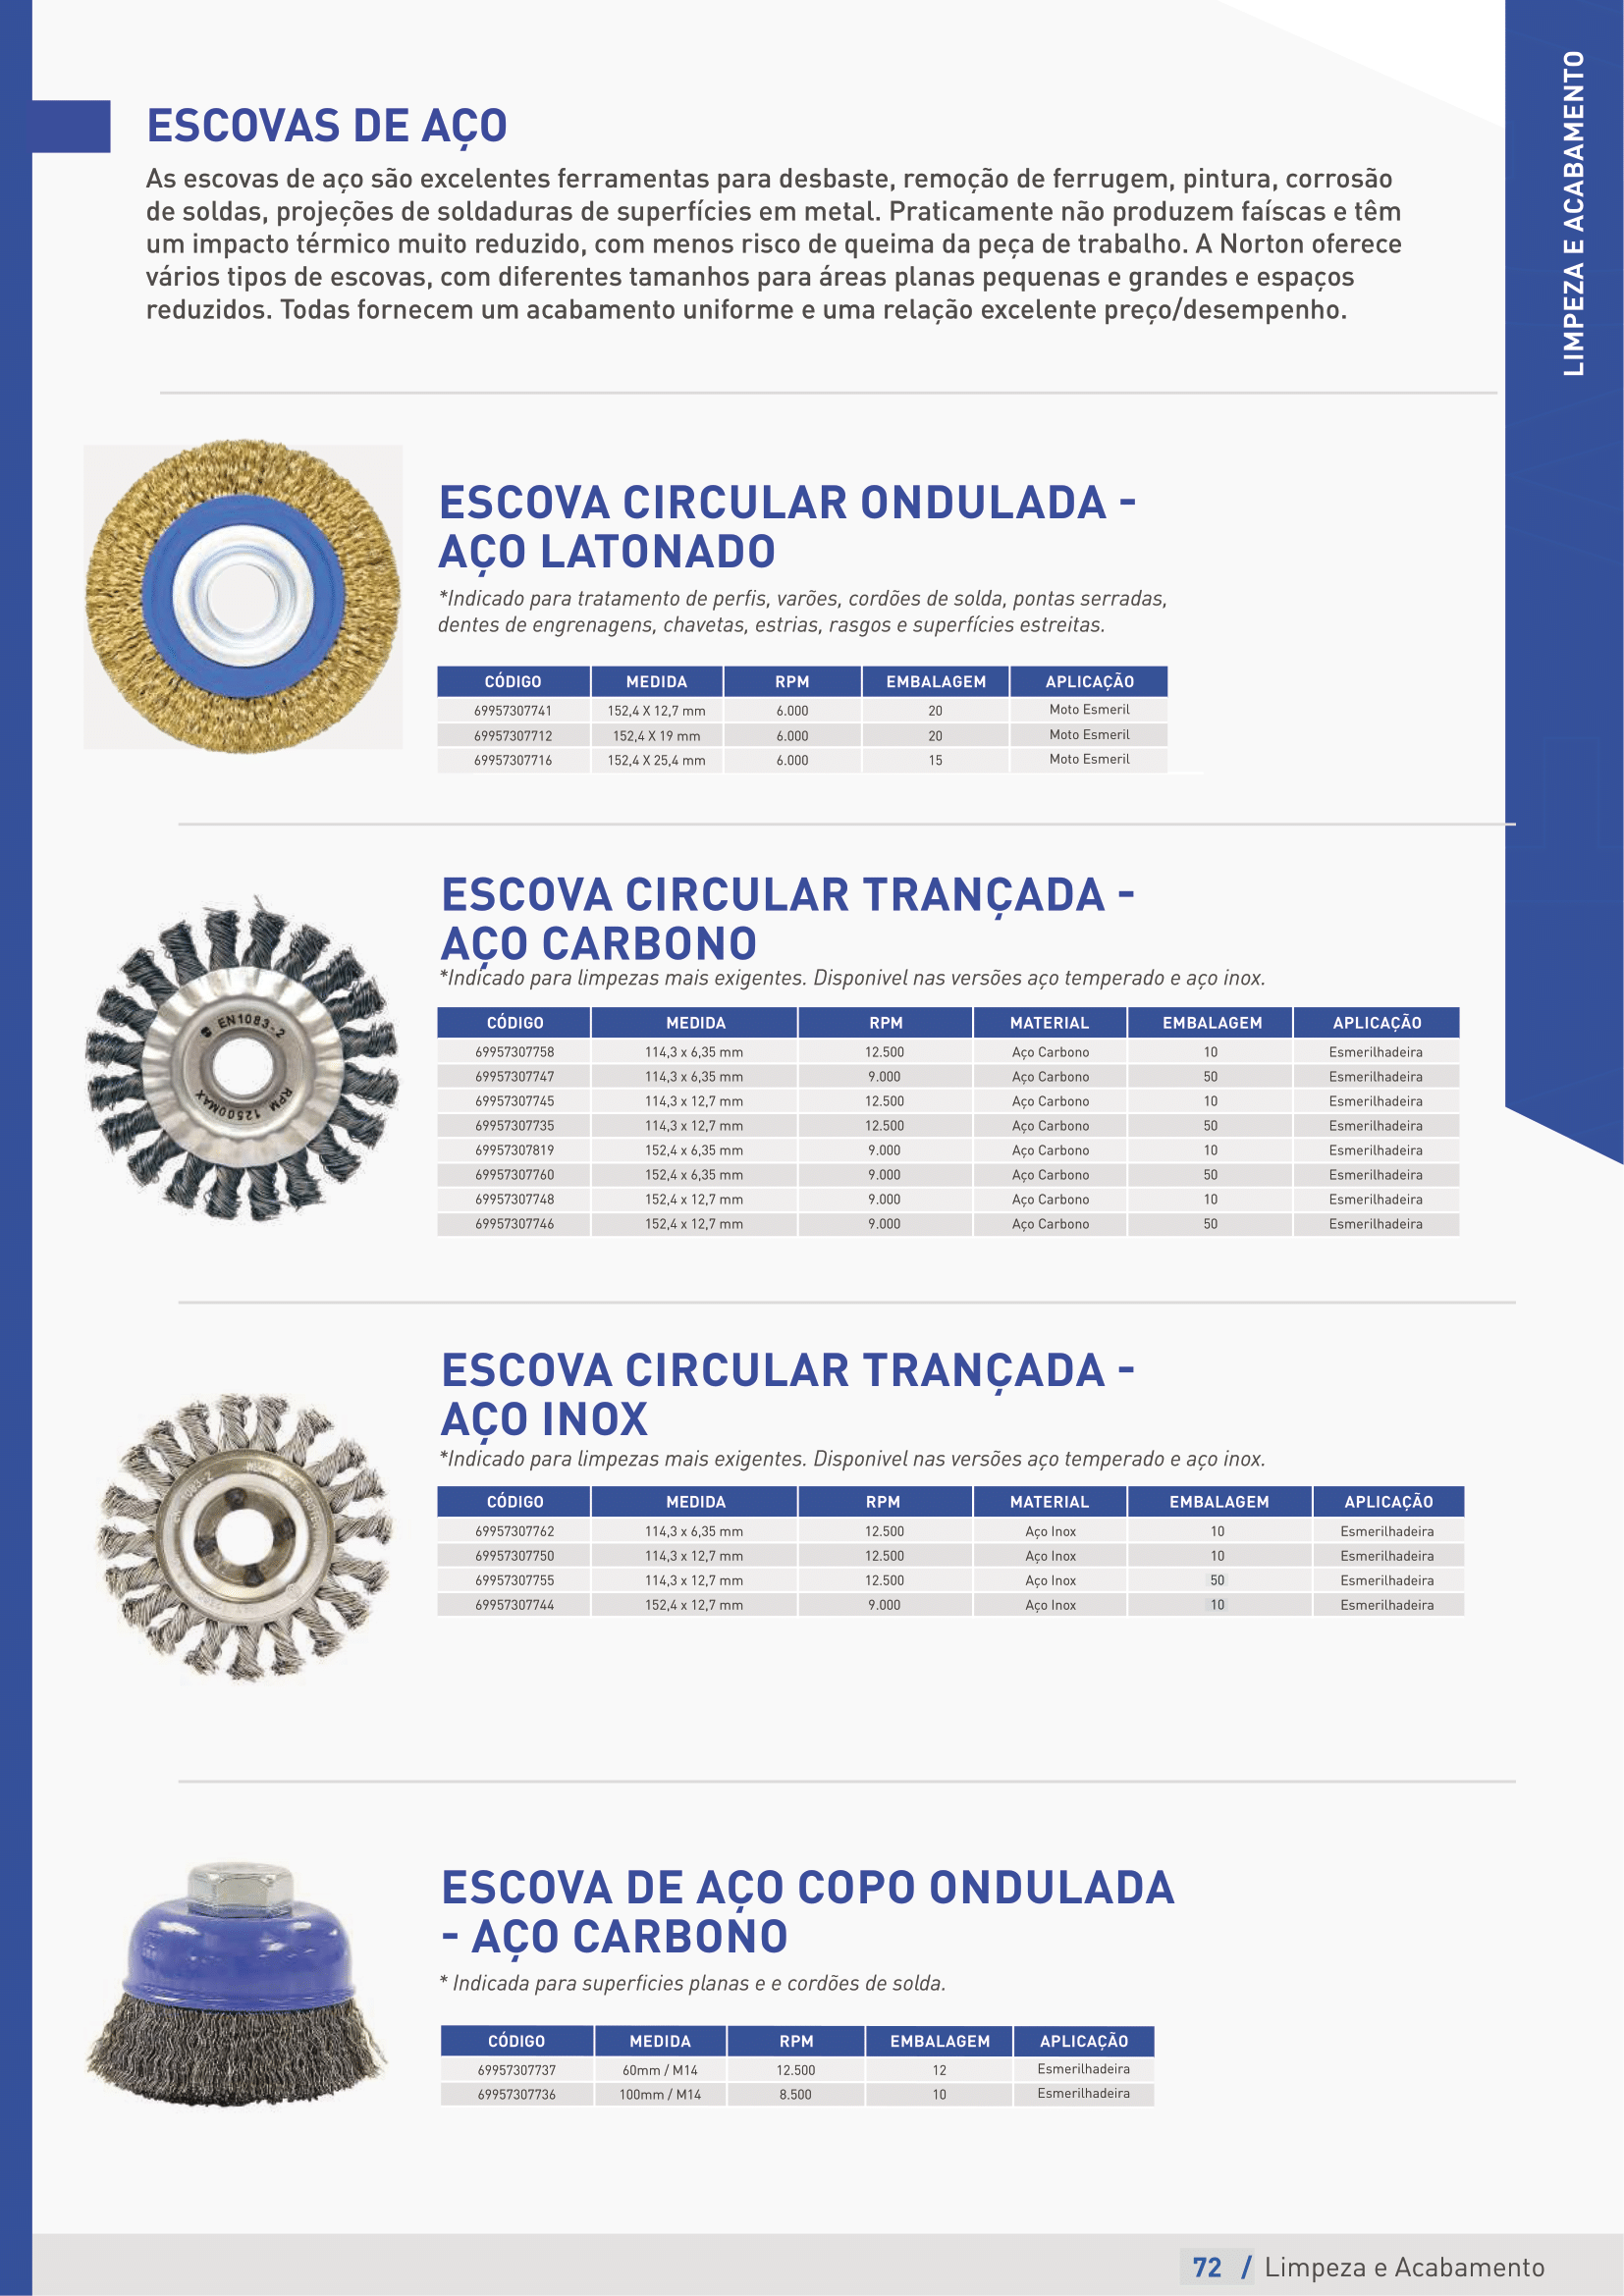 LIMPEZA E ACABAMENTO
ESCOVAS DE AÇO
As escovas de aço são excelentes ferramentas para desbaste, remoção de ferrugem, pintura, corrosão
de soldas, projeções de soldaduras de superfícies em metal. Praticamente não produzem faíscas e têm
um impacto térmico muito reduzido, com menos risco de queima da peça de trabalho. A Norton oferece
vários tipos de escovas, com diferentes tamanhos para áreas planas pequenas e grandes e espaços
reduzidos. Todas fornecem um acabamento uniforme e uma relação excelente preço/desempenho.
ESCOVA CIRCULAR ONDULADA -
AÇO LATONADO
*Indicado para tratamento de perfis, varões, cordões de solda, pontas serradas,
dentes de engrenagens, chavetas, estrias, rasgos e superfícies estreitas.
CÓDIGO MEDIDA RPM EMBALAGEM APLICAÇÃO
69957307741 152,4 X 12,7 mm 6.000 20 Moto Esmeril
69957307712 152,4 X 19 mm 6.000 20 Moto Esmeril
69957307716 152,4 X 25,4 mm 6.000 15 Moto Esmeril
ESCOVA CIRCULAR TRANÇADA -
AÇO CARBONO
*Indicado para limpezas mais exigentes. Disponivel nas versões aço temperado e aço inox.
EN1083-2
RPM 12500MAX
CÓDIGO MEDIDA RPM MATERIAL EMBALAGEM APLICAÇÃO
69957307758 114,3 x 6,35 mm 12.500 Aço Carbono 10 Esmerilhadeira
69957307747 114,3 x 6,35 mm 9.000 Aço Carbono 50 Esmerilhadeira
69957307745 114,3 x 12,7 mm 12.500 Aço Carbono 10 Esmerilhadeira
69957307735 114,3 x 12,7 mm 12.500 Aço Carbono 50 Esmerilhadeira
69957307819 152,4 x 6,35 mm 9.000 Aço Carbono 10 Esmerilhadeira
69957307760 152,4 x 6,35 mm 9.000 Aço Carbono 50 Esmerilhadeira
69957307748 152,4 x 12,7 mm 9.000 Aço Carbono 10 Esmerilhadeira
69957307746 152,4 x 12,7 mm 9.000 Aço Carbono 50 Esmerilhadeira
ESCOVA CIRCULAR TRANÇADA -
AÇO INOX
*Indicado para limpezas mais exigentes. Disponivel nas versões aço temperado e aço inox.
CÓDIGO MEDIDA RPM MATERIAL EMBALAGEM APLICAÇÃO
69957307762 114,3 x 6,35 mm 12.500 Aço Inox 10 Esmerilhadeira
69957307750 114,3 x 12,7 mm 12.500 Aço Inox 10 Esmerilhadeira
69957307755 114,3 x 12,7 mm 12.500 Aço Inox 50 Esmerilhadeira
69957307744 152,4 x 12,7 mm 9.000 Aço Inox 10 Esmerilhadeira
ESCOVA DE AÇO COPO ONDULADA
- AÇO CARBONO
* Indicada para superficies planas e e cordões de solda.
CÓDIGO MEDIDA RPM EMBALAGEM APLICAÇÃO
69957307737 60mm / M14 12.500 12 Esmerilhadeira
69957307736 100mm / M14 8.500 10 Esmerilhadeira
72 / Limpeza e Acabamento